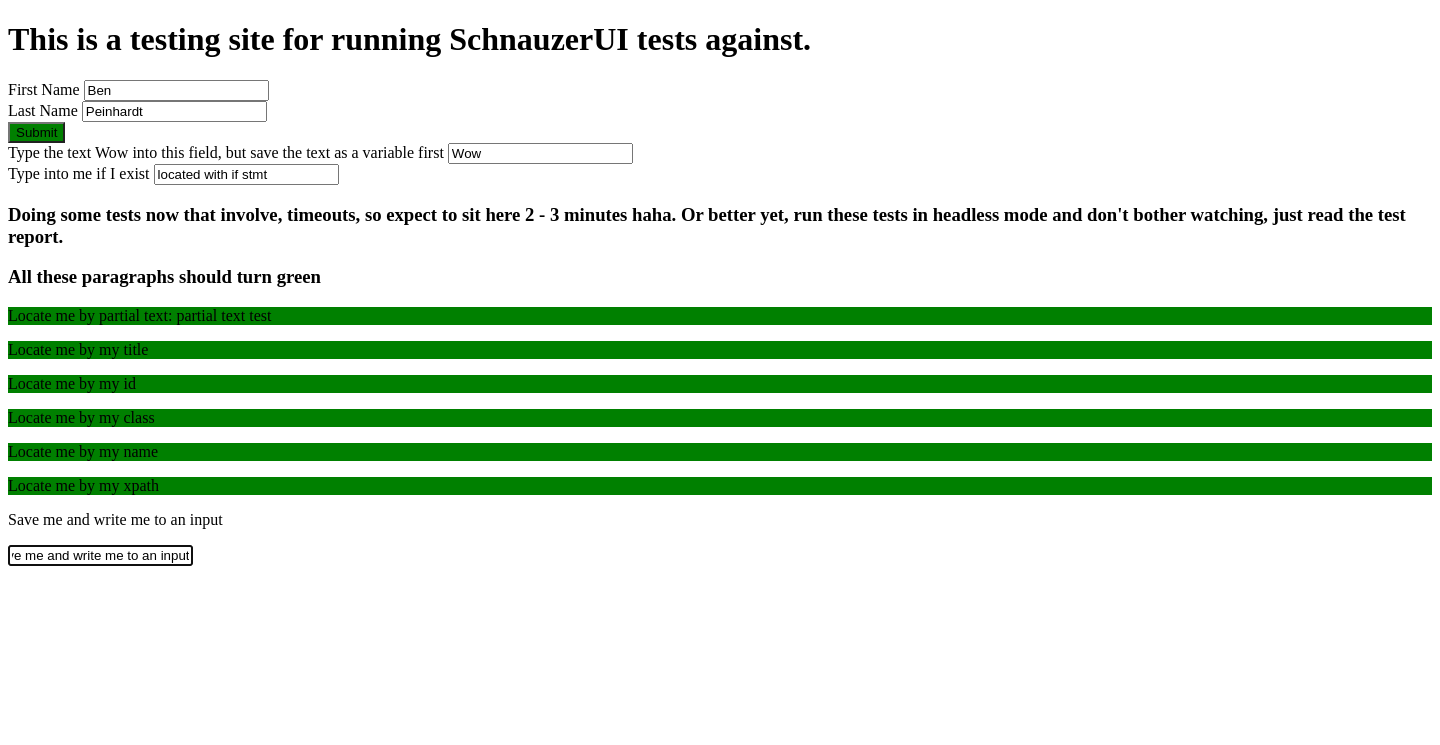 This is a testing site for running SchnauzerUI tests against.
First Name Ben
Last Name Peinhardt
Submit
Type the text Wow into this field, but save the text as a variable first Wow
Type into me if I exist located with if stmt
Doing some tests now that involve, timeouts, so expect to sit here 2 - 3 minutes haha. Or better yet, run these tests in headless mode and don't bother watching, just read the test
report.
All these paragraphs should turn green
Locate me by partial text: partial text test
Locate me by my title
Locate me by my id
Locate me by my class
Locate me by my name
Locate me by my xpath
Save me and write me to an input
me and write me to an input